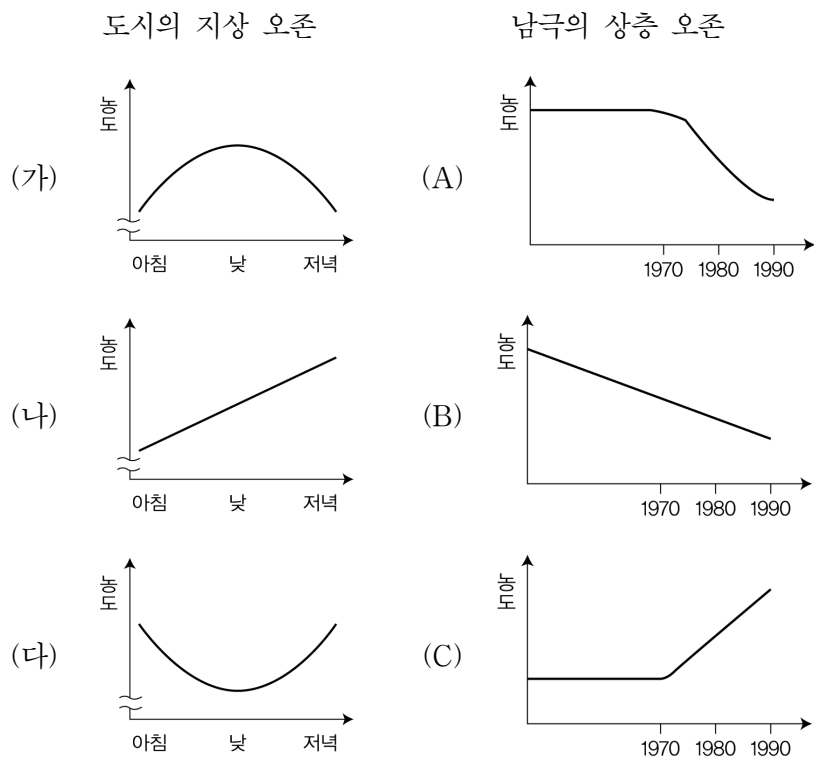 도시의 지상 오존 남극의 상층 오존
(가) 농도 아침 낮 저녁
(A) 농도 1970 1980 1990
(나) 농도 아침 낮 저녁
(B) 농도 1970 1980 1990
(다) 농도 아침 낮 저녁
(C) 농도 1970 1980 1990